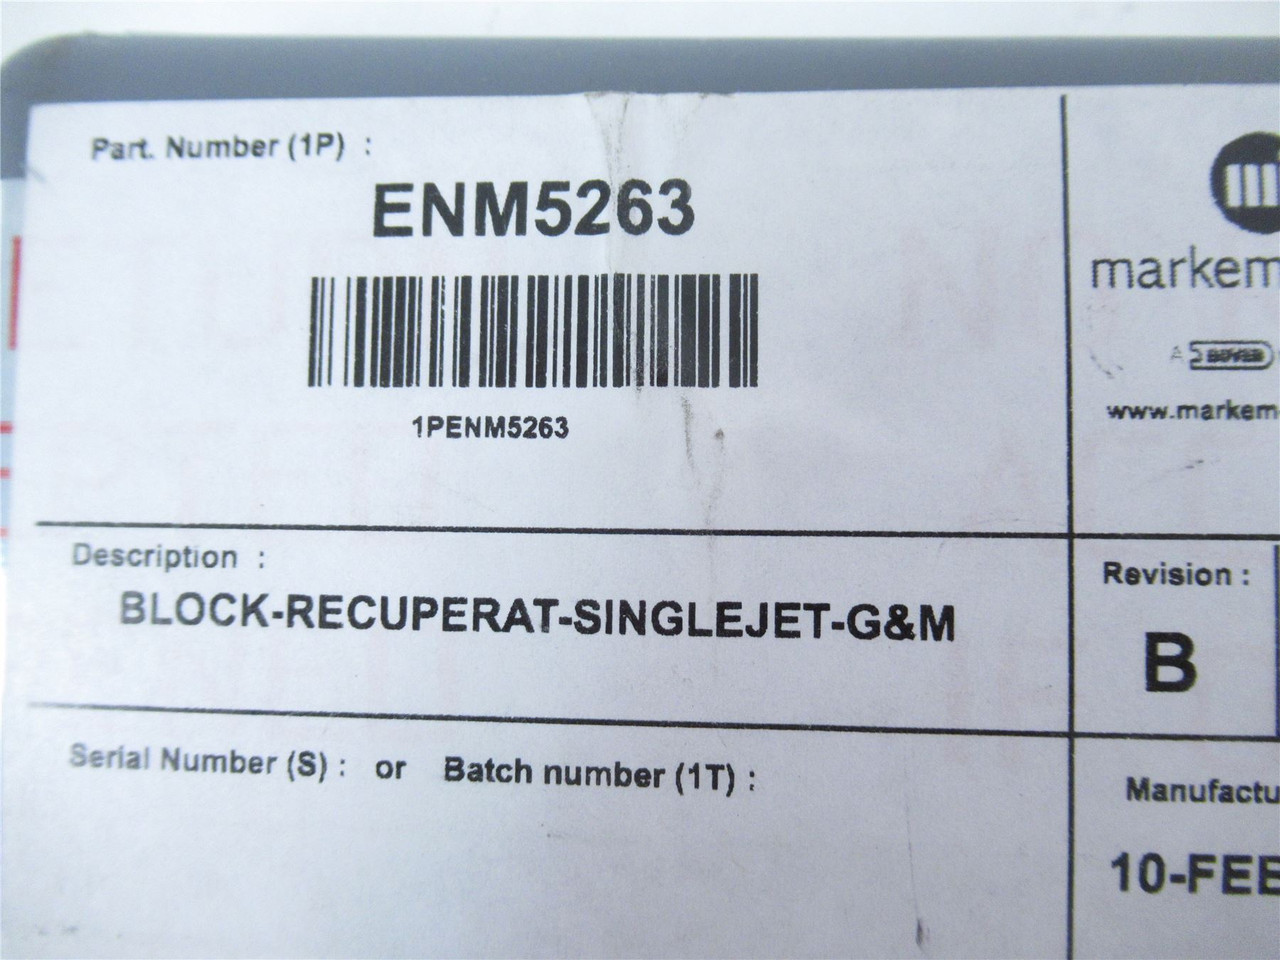 Part. Number (1P) :
ENM5263
1PENM5263
markem
A DOVER
www.markem-
Description :
BLOCK-RECUPERAT-SINGLEJET-G&M
Revision :
B
Serial Number (S) : or Batch number (1T) :
Manufactu
10-FEB